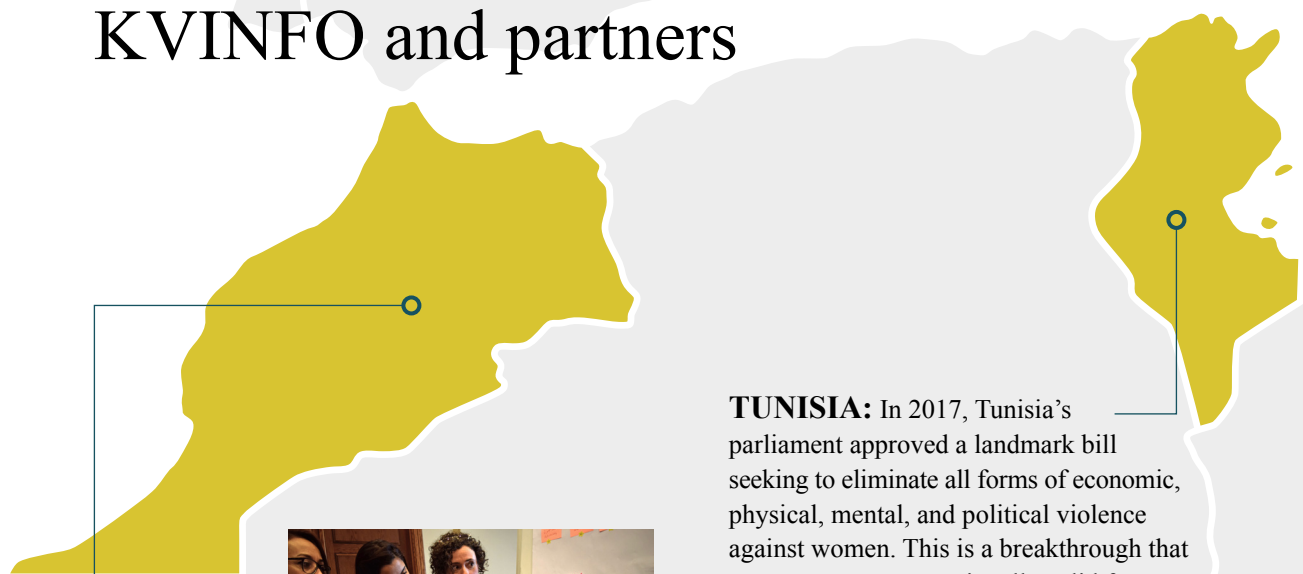 KVINFO and partners
TUNISIA: In 2017, Tunisia’s
parliament approved a landmark bill
seeking to eliminate all forms of economic,
physical, mental, and political violence
against women. This is a breakthrough that